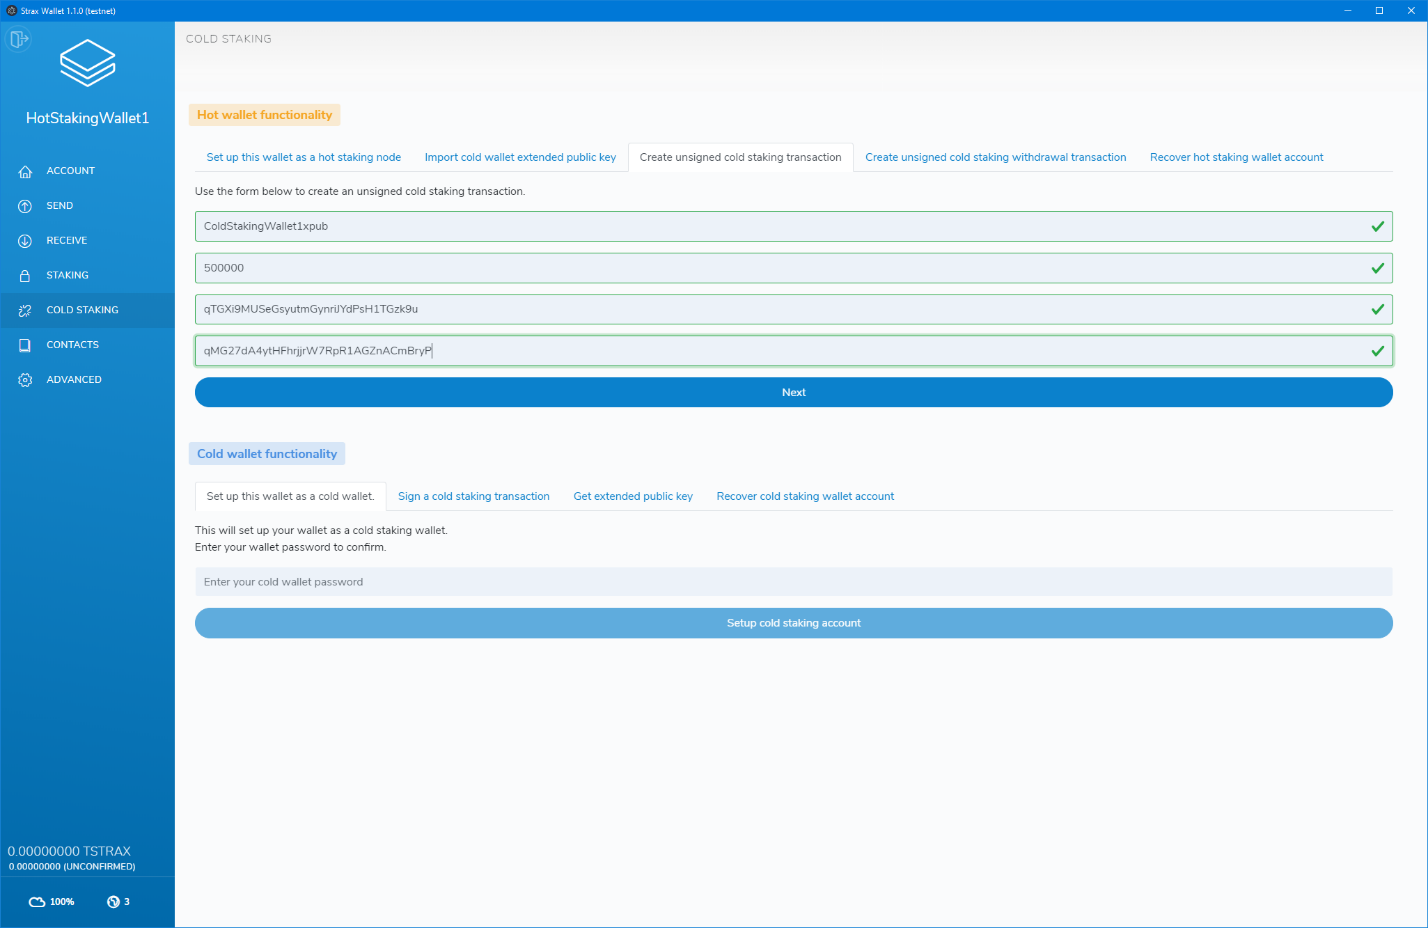 Strax Wallet 1.1.0 (testnet)
COLD STAKING
HotStakingWallet1
ACCOUNT
SEND
RECEIVE
STAKING
COLD STAKING
CONTACTS
ADVANCED
0.00000000 TSTRAX
0.00000000 (UNCONFIRMED)
100% 3
Hot wallet functionality
Set up this wallet as a hot staking node Import cold wallet extended public key Create unsigned cold staking transaction Create unsigned cold staking withdrawal transaction Recover hot staking wallet account
Use the form below to create an unsigned cold staking transaction.
ColdStakingWallet1xpub
500000
qTGXi9MUSeGsyutmGynriJYdPsH1TGzk9u
qMG27dA4ytHFhrjjrW7RpR1AGZnACmBryP
Next
Cold wallet functionality
Set up this wallet as a cold wallet. Sign a cold staking transaction Get extended public key Recover cold staking wallet account
This will set up your wallet as a cold staking wallet.
Enter your wallet password to confirm.
Enter your cold wallet password
Setup cold staking account